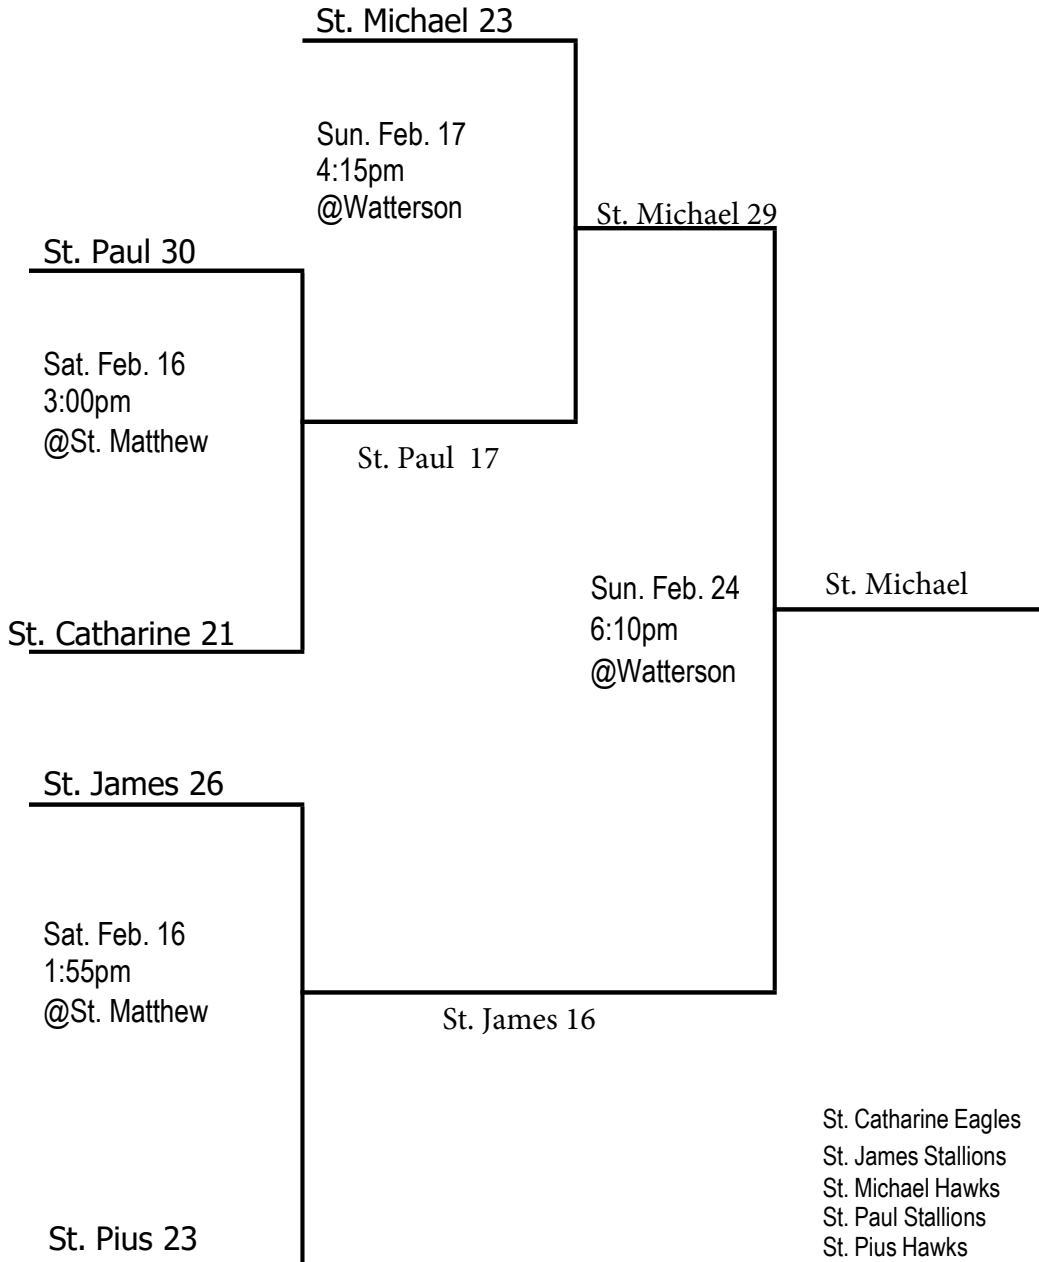 St. Michael 23
Sun. Feb. 17
4:15pm
@Watterson
St. Michael 29
St. Paul 30
Sat. Feb. 16
3:00pm
@St. Matthew
St. Paul  17
Sun. Feb. 24
6:10pm
@Watterson
St. Michael
St. Catharine 21
St. James 26
Sat. Feb. 16
1:55pm
@St. Matthew
St. James 16
St. Pius 23
St. Catharine Eagles
St. James Stallions
St. Michael Hawks
St. Paul Stallions
St. Pius Hawks